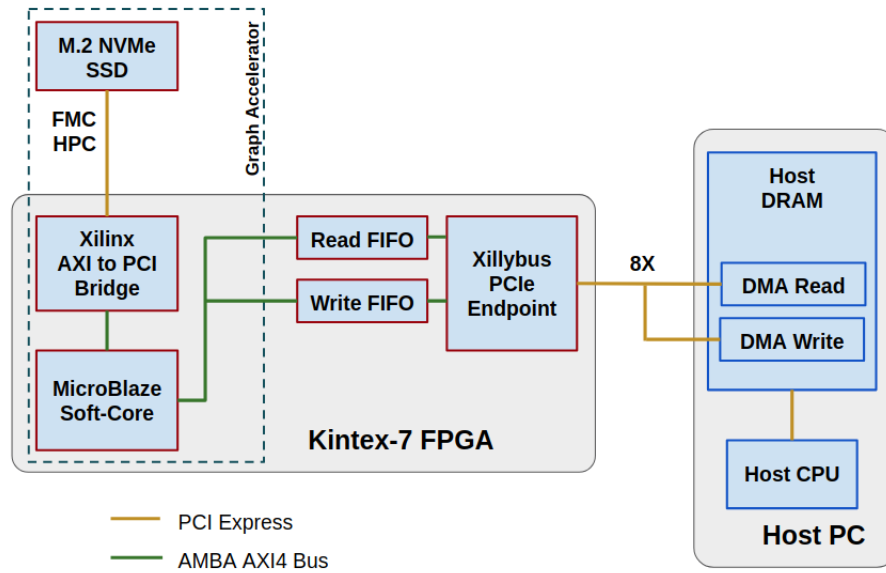 M.2 NVMe
SSD
FMC
HPC
Graph Accelerator
Xilinx
AXI to PCI
Bridge
MicroBlaze
Soft-Core
Read FIFO
Write FIFO
Xillybus
PCIe
Endpoint
Kintex-7 FPGA
8X
Host
DRAM
DMA Read
DMA Write
Host CPU
Host PC
PCI Express
AMBA AXI4 Bus